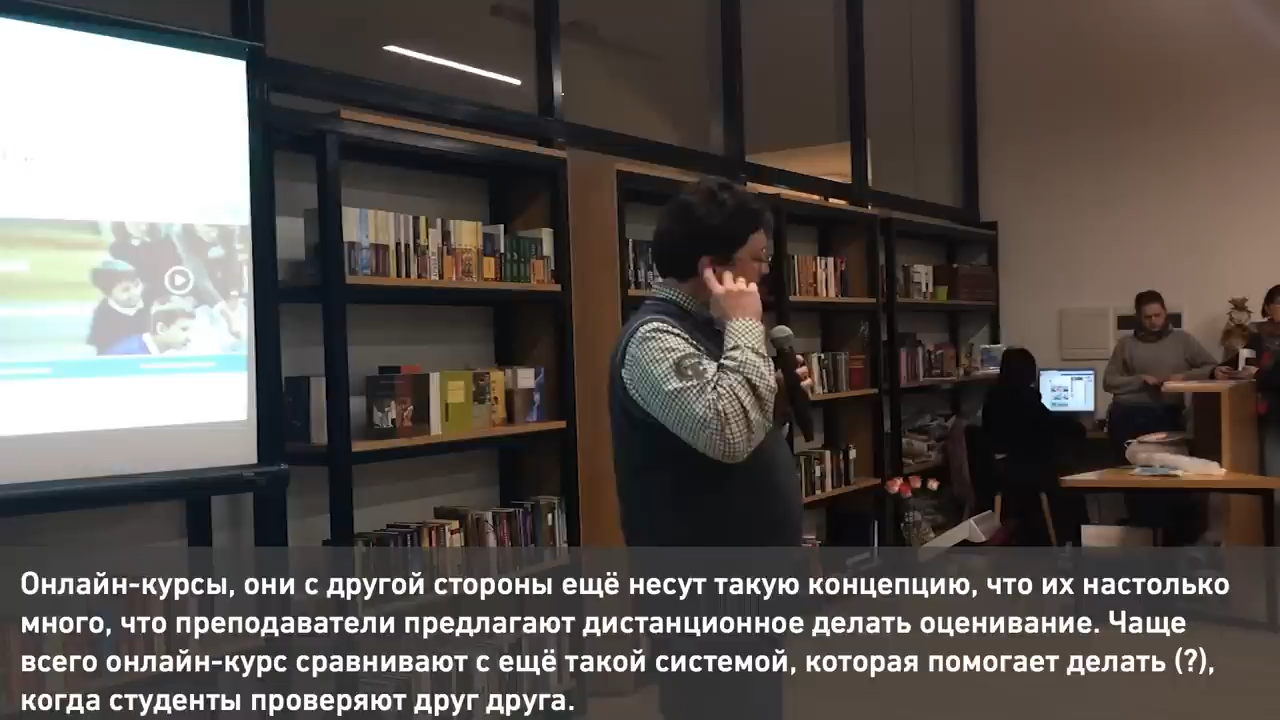 Онлайн-курсы, они с другой стороны ещё несут такую концепцию, что их настолько
много, что преподаватели предлагают дистанционное делать оценивание. Чаще
всего онлайн-курс сравнивают с ещё такой системой, которая помогает делать (?),
когда студенты проверяют друг друга.